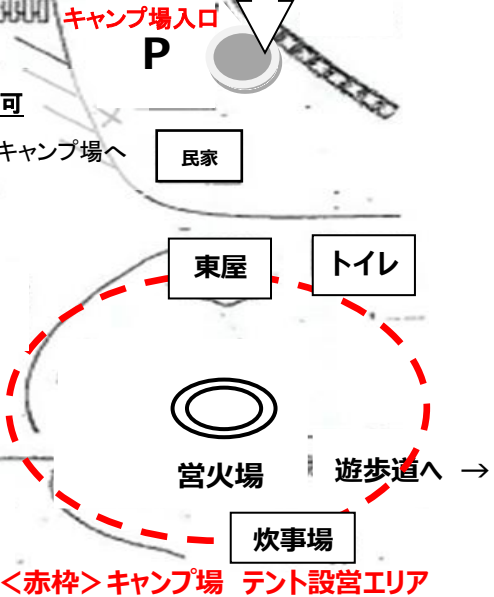 キャンプ場入口
P
可
キャンプ場へ
民家
東屋
トイレ
営火場
遊歩道へ →
炊事場
＜赤枠＞キャンプ場 テント設営エリア